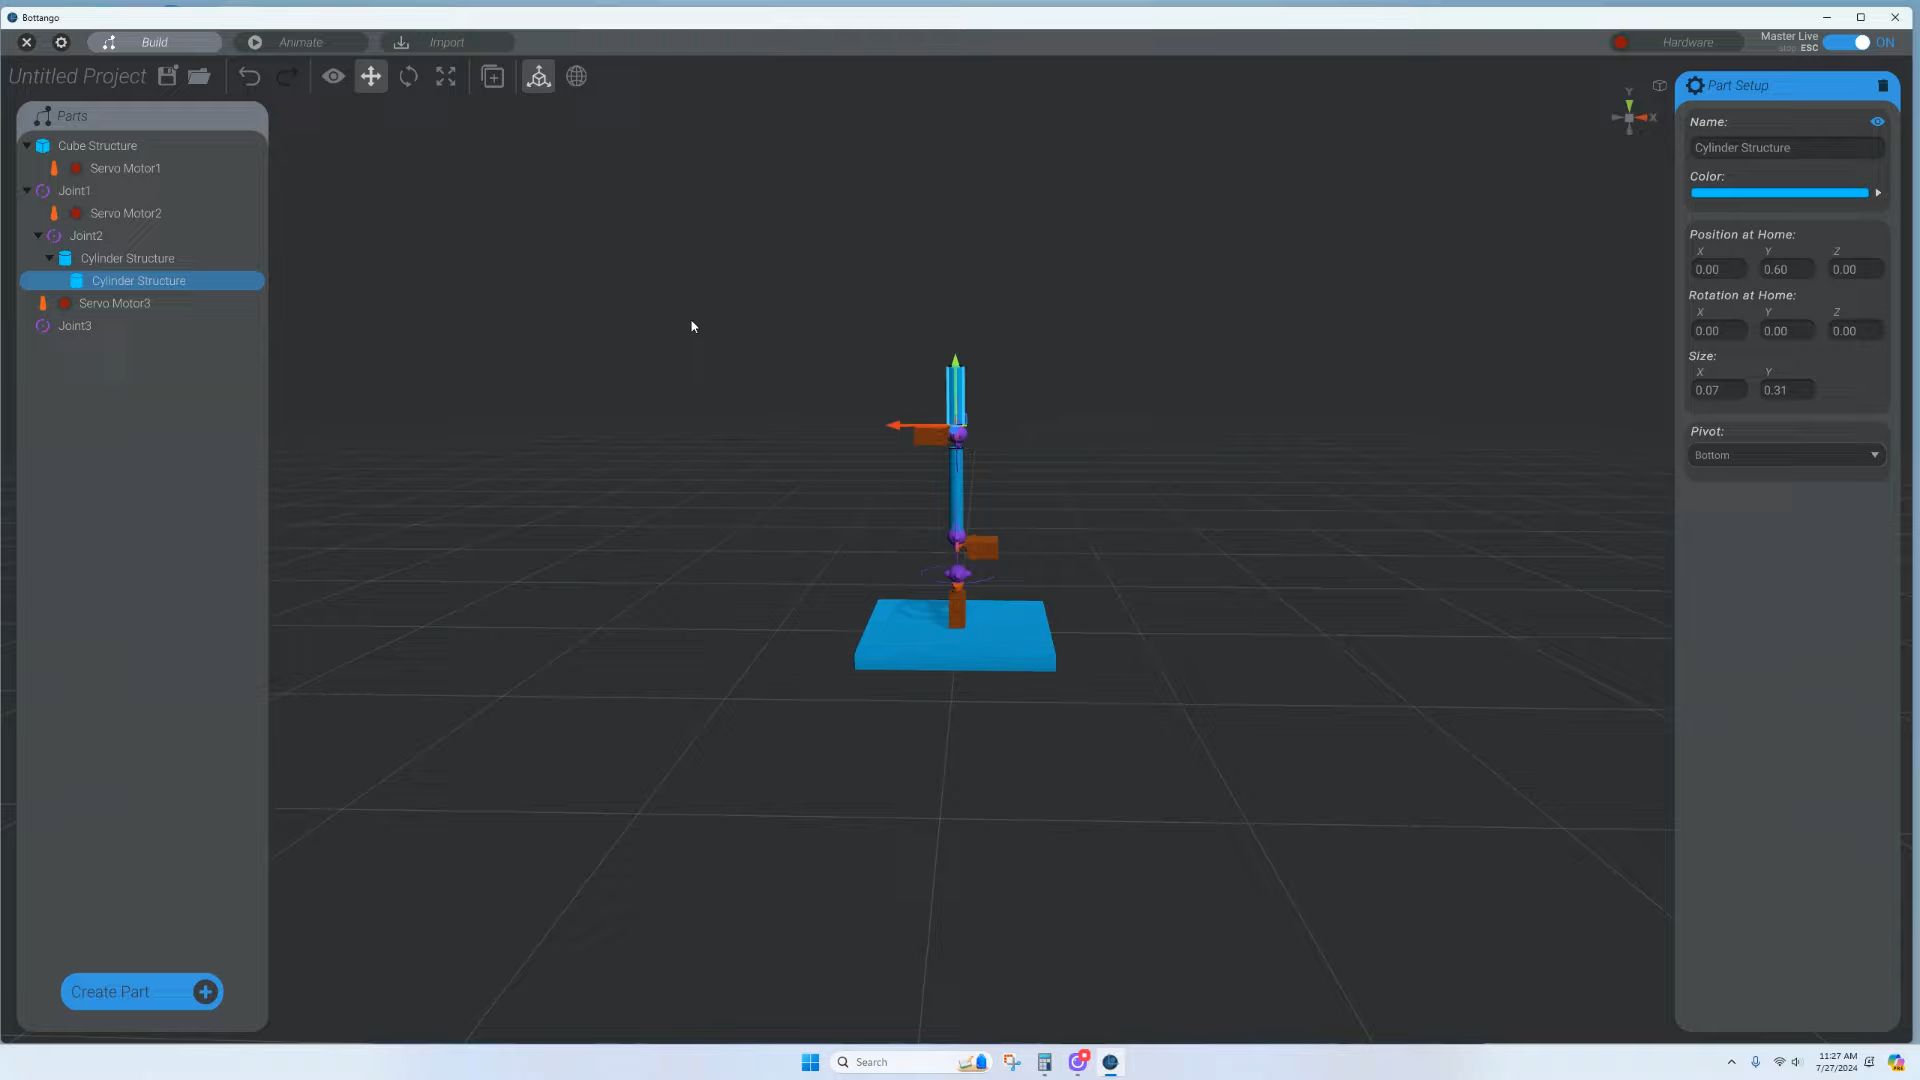 Bottango
Build
Animate
Import
Hardware
Master Live
stop ESC
ON
Untitled Project
Parts
Cube Structure
Servo Motor1
Joint1
Servo Motor2
Joint2
Cylinder Structure
Cylinder Structure
Servo Motor3
Joint3
Create Part
Y
X
Part Setup
Name:
Cylinder Structure
Color:
Position at Home:
X Y Z
0.00 0.60 0.00
Rotation at Home:
X Y Z
0.00 0.00 0.00
Size:
X Y
0.07 0.31
Pivot:
Bottom
Search
11:27 AM
7/27/2024